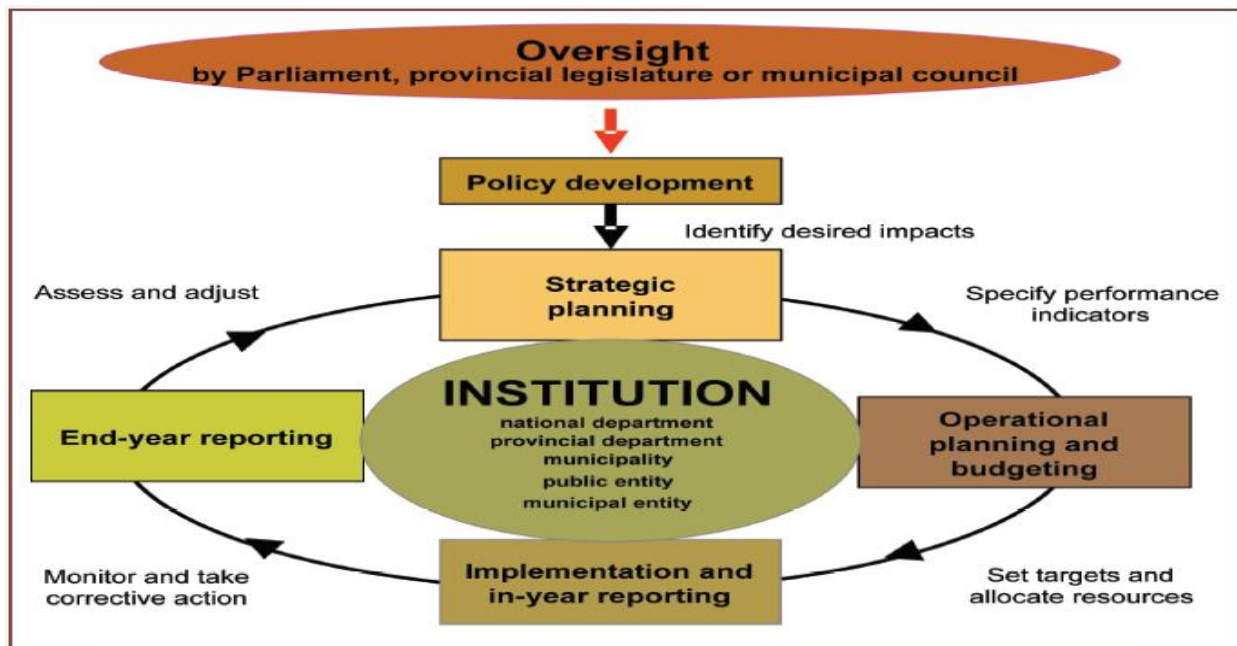 Oversight
by Parliament, provincial legislature or municipal council
Policy development
Identify desired impacts
Assess and adjust
Strategic
planning
Specify performance
indicators
INSTITUTION
national department
provincial department
municipality
public entity
municipal entity
End-year reporting
Operational
planning and
budgeting
Monitor and take
corrective action
Implementation and
in-year reporting
Set targets and
allocate resources